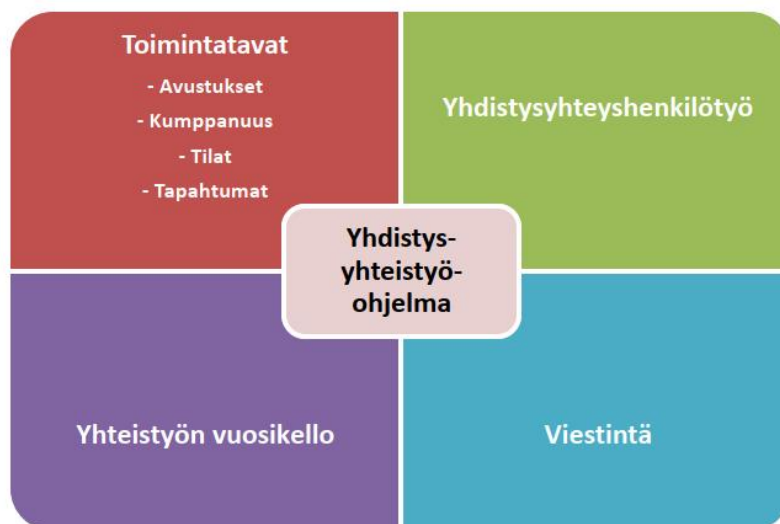 Toimintatavat
- Avustukset
- Kumppanuus
- Tilat
- Tapahtumat
Yhdistysyhteyshenkilötyö
Yhdistys-
yhteistyö-
ohjelma
Yhteistyön vuosikello
Viestintä